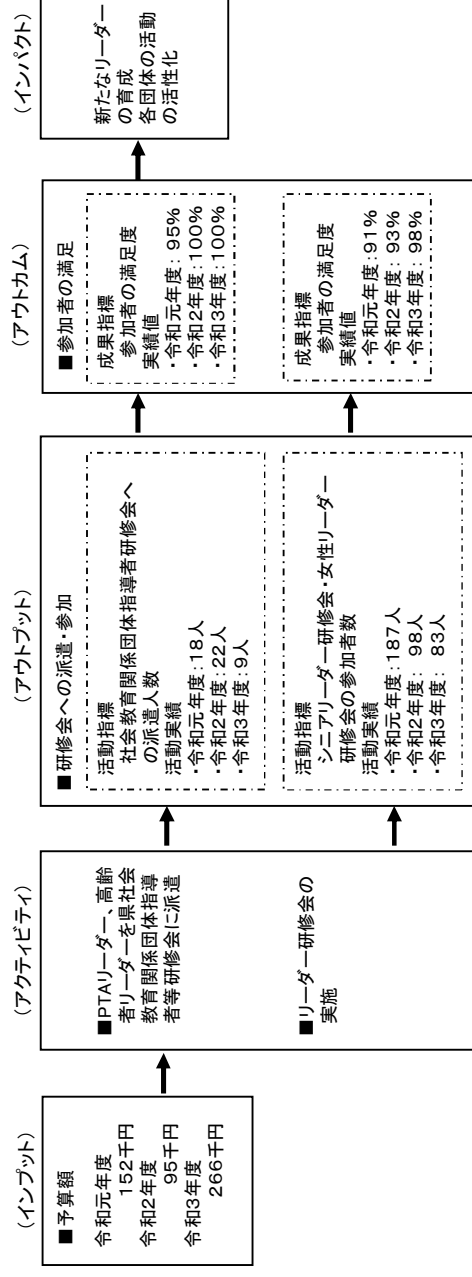 (インプット)
■予算額
令和元年度
152千円
令和2年度
95千円
令和3年度
266千円
(アクティビティ)
■PTAリーダー、高齢
者リーダーを県社会
教育関係団体指導
者等研修会に派遣
■リーダー研修会の
実施
(アウトプット)
■研修会への派遣・参加
活動指標
社会教育関係団体指導者研修会へ
の派遣人数
活動実績
・令和元年度:18人
・令和2年度:22人
・令和3年度:9人
活動指標
シニアリーダー研修会・女性リーダー
研修会の参加者数
活動実績
・令和元年度:187人
・令和2年度: 98人
・令和3年度: 83人
(アウトカム)
■参加者の満足
成果指標
参加者の満足度
実績値
・令和元年度: 95%
・令和2年度:100%
・令和3年度:100%
成果指標
参加者の満足度
実績値
・令和元年度:91%
・令和2年度:93%
・令和3年度:98%
(インパクト)
新たなリーダー
の育成
各団体の活動
の活性化